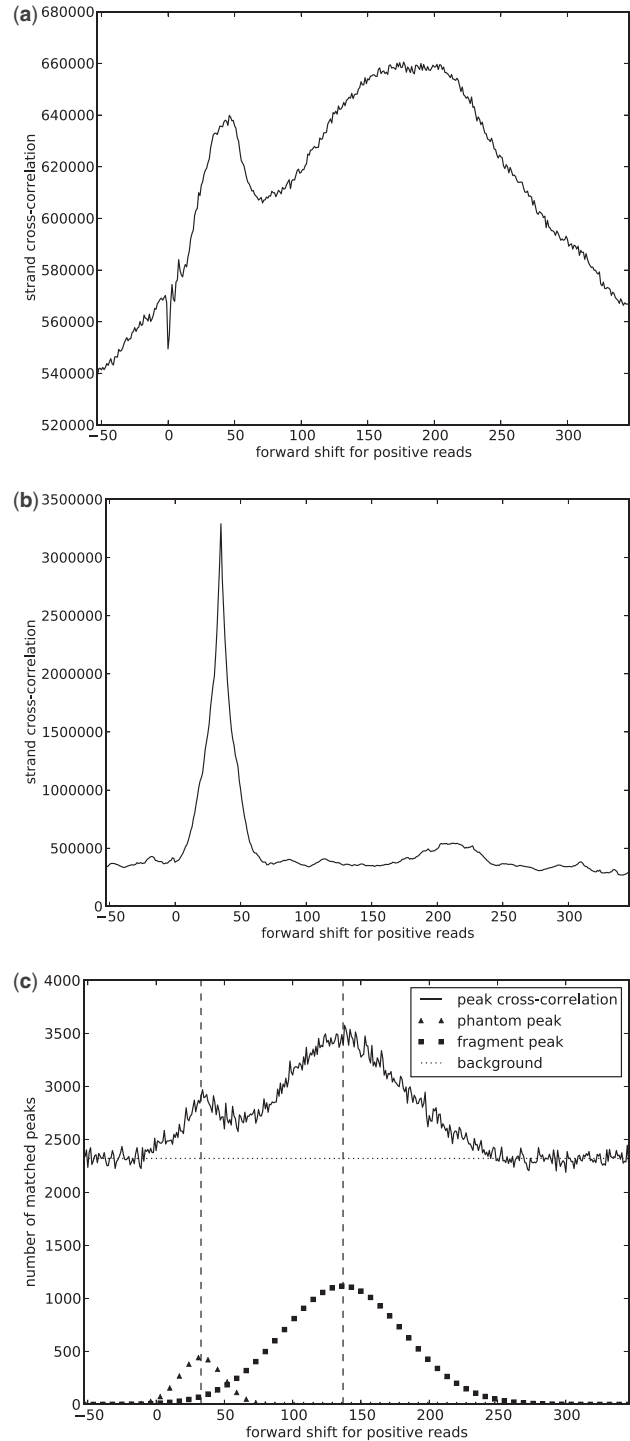 (a)
680000
660000
640000
620000
600000
580000
560000
540000
520000
strand cross-correlation
−50 0 50 100 150 200 250 300
forward shift for positive reads
(b)
3500000
3000000
2500000
2000000
1500000
1000000
500000
0
strand cross-correlation
−50 0 50 100 150 200 250 300
forward shift for positive reads
(c)
4000
3500
3000
2500
2000
1500
1000
500
0
number of matched peaks
peak cross-correlation
phantom peak
fragment peak
background
−50 0 50 100 150 200 250 300
forward shift for positive reads